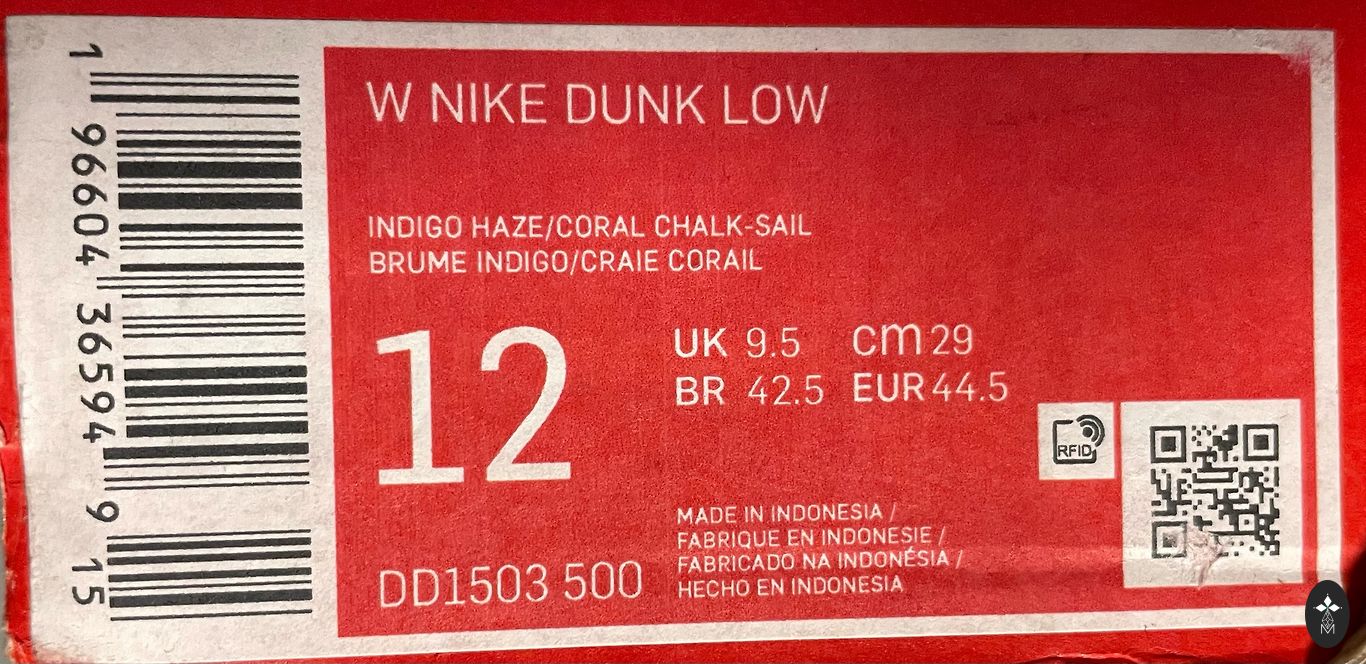 W NIKE DUNK LOW
INDIGO HAZE/CORAL CHALK-SAIL
BRUME INDIGO/CRAIE CORAIL
12
UK 9.5 cm 29
BR 42.5 EUR 44.5
RFID
MADE IN INDONESIA /
FABRIQUE EN INDONESIE /
FABRICADO NA INDONÉSIA /
HECHO EN INDONESIA
DD1503 500
1 96604 36594 9 15
M